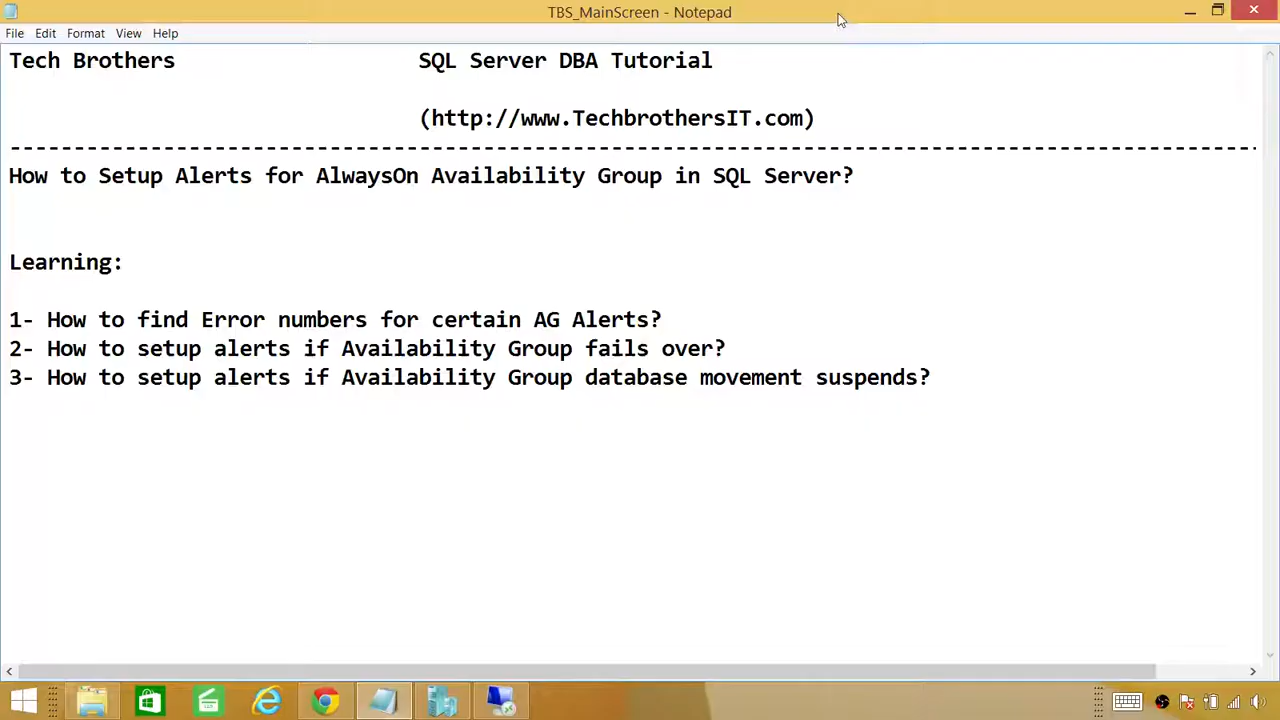 TBS_MainScreen - Notepad
File Edit Format View Help
Tech Brothers SQL Server DBA Tutorial
(http://www.TechbrothersIT.com)
--------------------------------------------------------------------------------------------------
How to Setup Alerts for AlwaysOn Availability Group in SQL Server?
Learning:
1- How to find Error numbers for certain AG Alerts?
2- How to setup alerts if Availability Group fails over?
3- How to setup alerts if Availability Group database movement suspends?